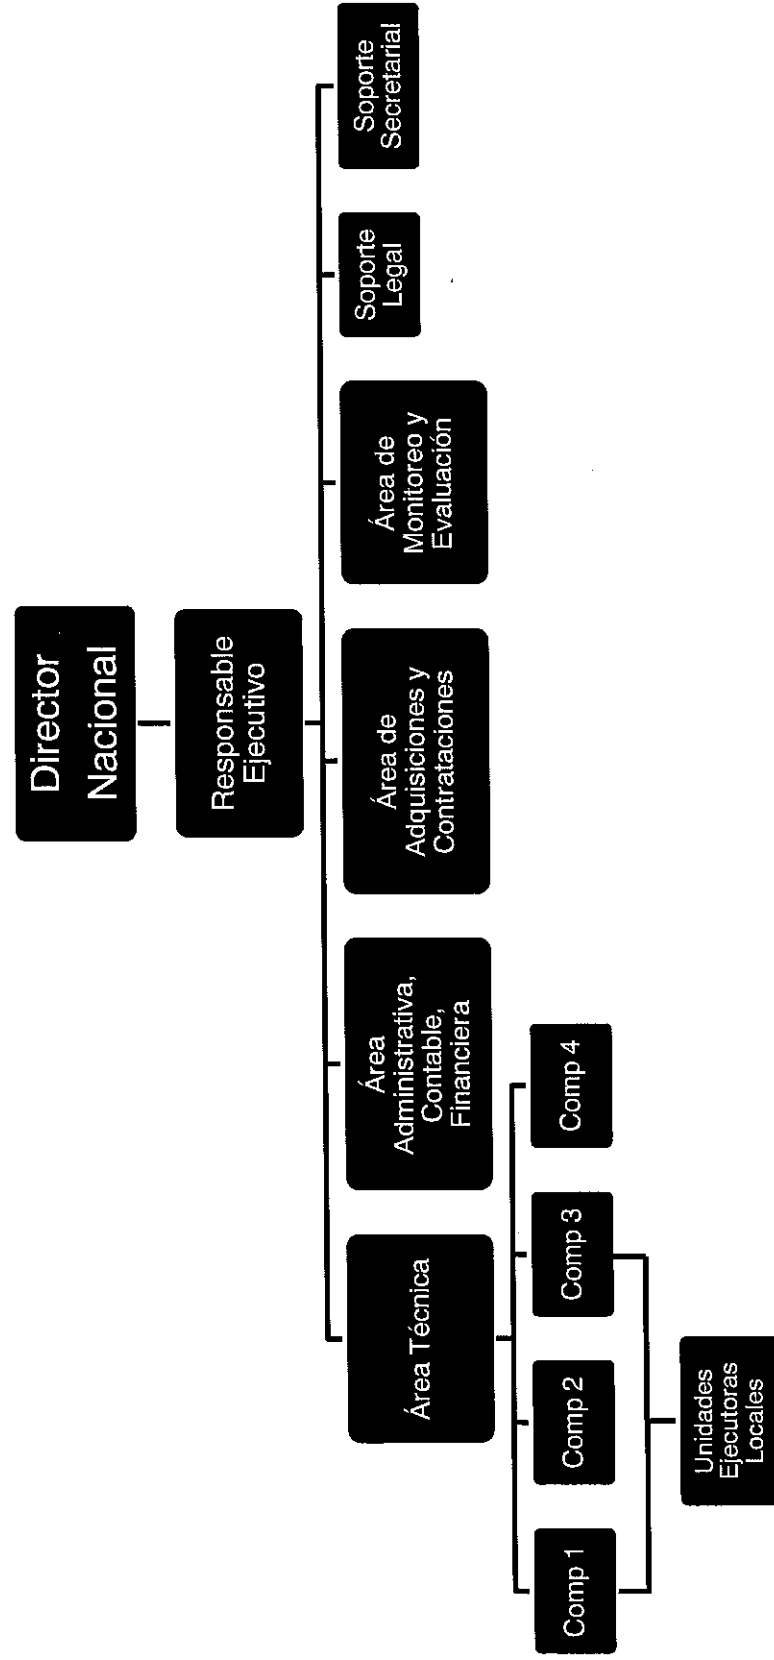 Director
Nacional
Responsable
Ejecutivo
Área Técnica
Área
Administrativa,
Contable,
Financiera
Área de
Adquisiciones y
Contrataciones
Área de
Monitoreo y
Evaluación
Soporte
Legal
Soporte
Secretarial
Comp 1
Comp 2
Comp 3
Comp 4
Unidades
Ejecutoras
Locales